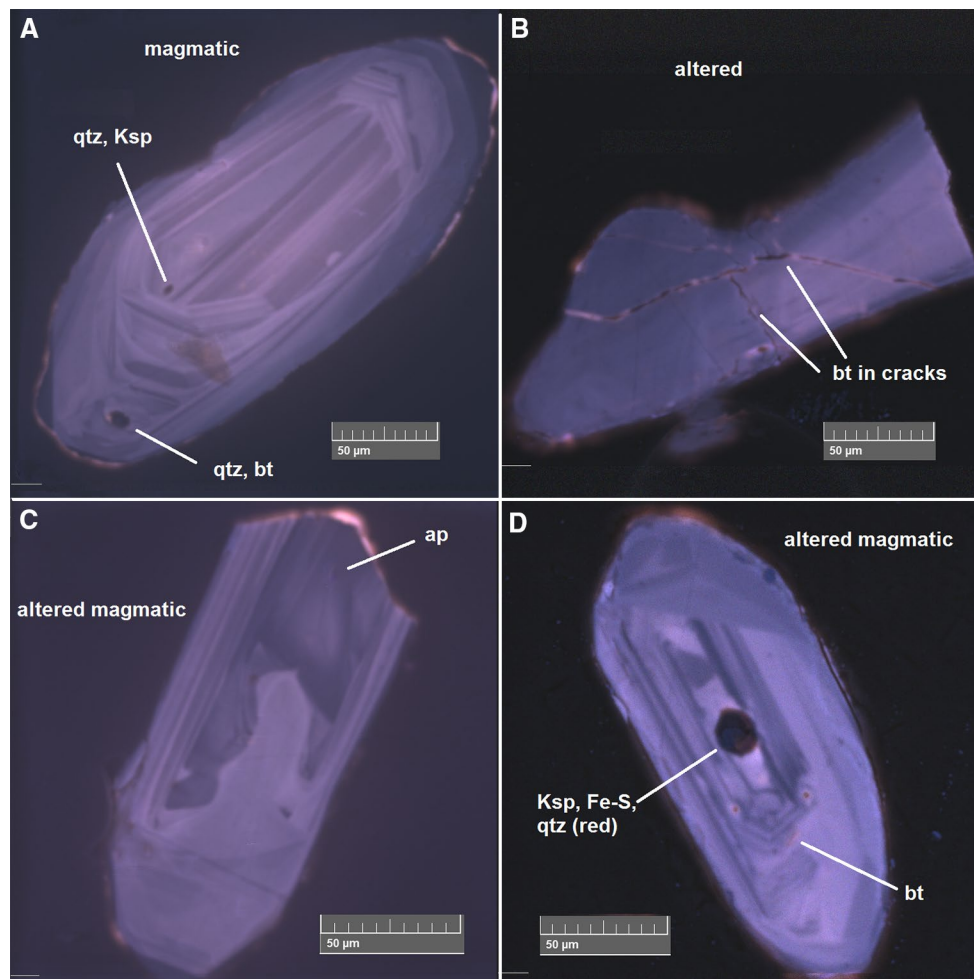 A
magmatic
qtz, Ksp
qtz, bt
50 µm
B
altered
bt in cracks
50 µm
C
ap
altered magmatic
50 µm
D
altered magmatic
Ksp, Fe-S,
qtz (red)
bt
50 µm